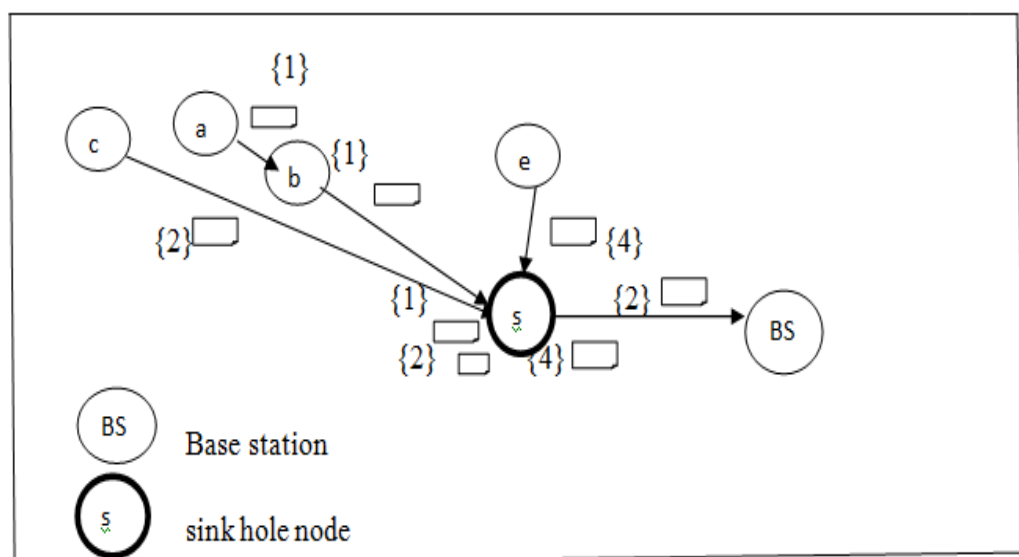 {1}
a
c
b
{1}
e
{2}
{4}
{1}
{2}
s
BS
{2}
{4}
BS
Base station
s
sink hole node